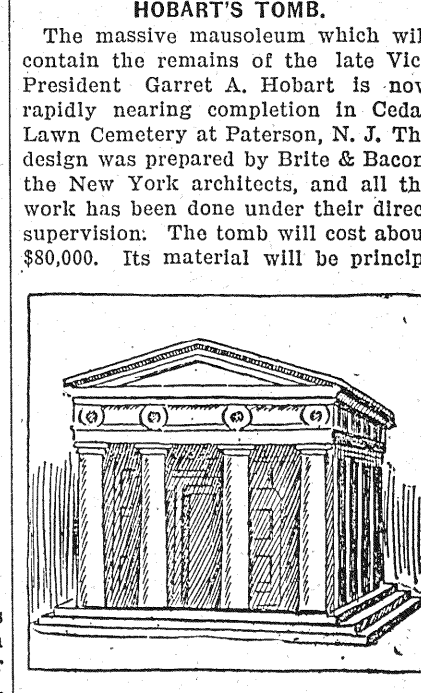 HOBART'S TOMB.
The massive mausoleum which wil
contain the remains of the late Vic
President Garret A. Hobart is nov
rapidly nearing completion in Ceda
Lawn Cemetery at Paterson, N. J. Th
design was prepared by Brite & Bacon
the New York architects, and all th
work has been done under their direc
supervision. The tomb will cost abou
$80,000. Its material will be princip